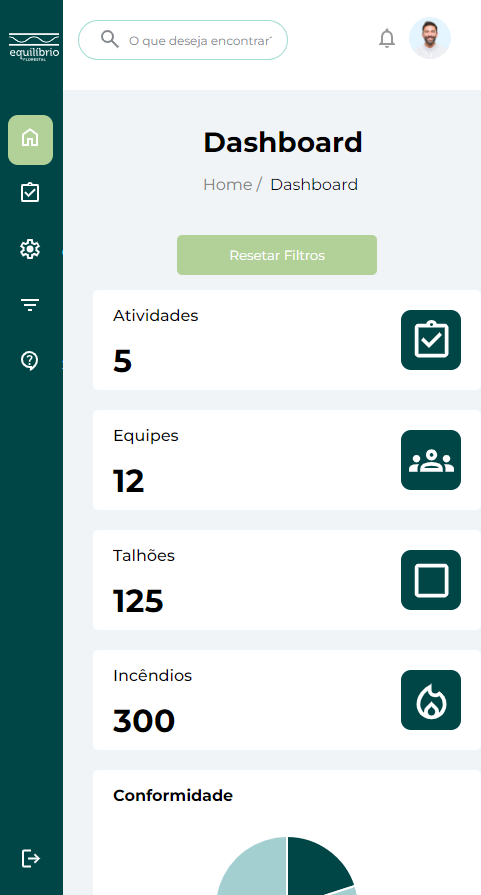 equilíbrio
FLORESTAL
O que deseja encontrar?
Dashboard
Home / Dashboard
Resetar Filtros
Atividades
5
Equipes
12
Talhões
125
Incêndios
300
Conformidade